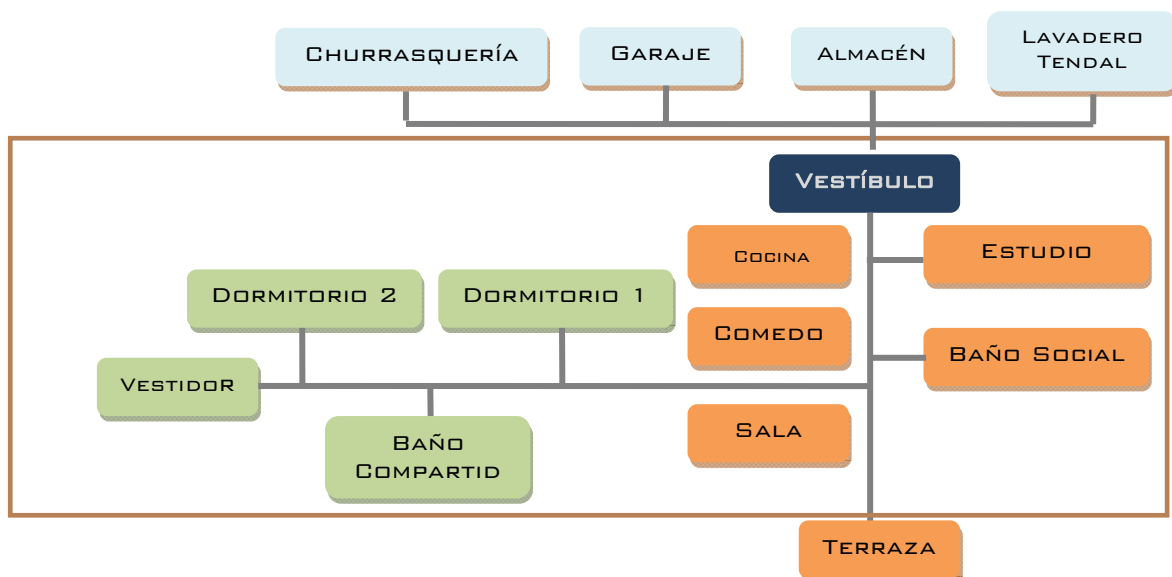 Churrasquería
Garaje
Almacén
Lavadero
Tendal
Vestíbulo
Cocina
Estudio
Dormitorio 2
Dormitorio 1
Comedo
Baño Social
Vestidor
Sala
Baño
Compartid
Terraza